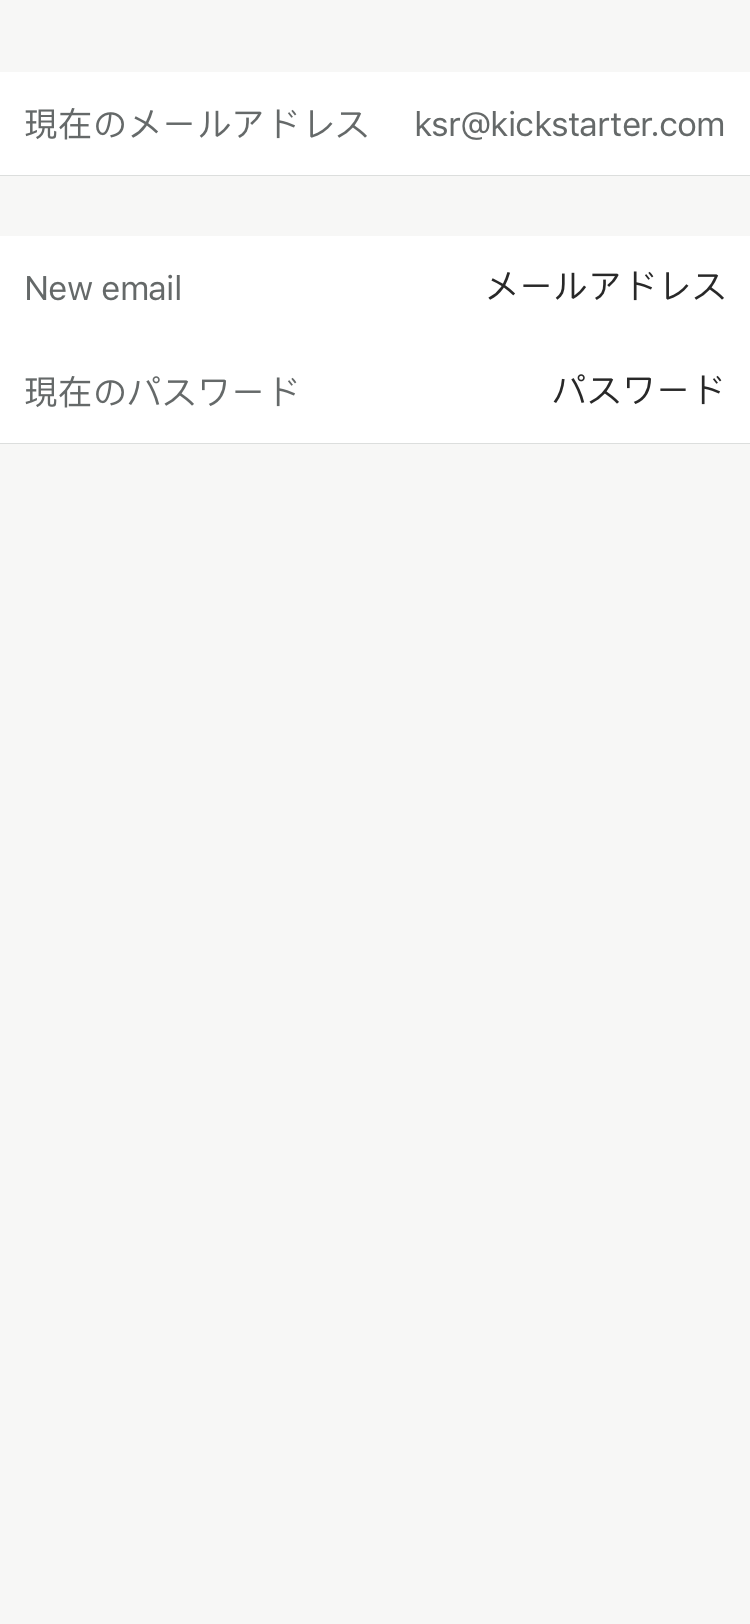 現在のメールアドレス ksr@kickstarter.com
New email メールアドレス
現在のパスワード パスワード